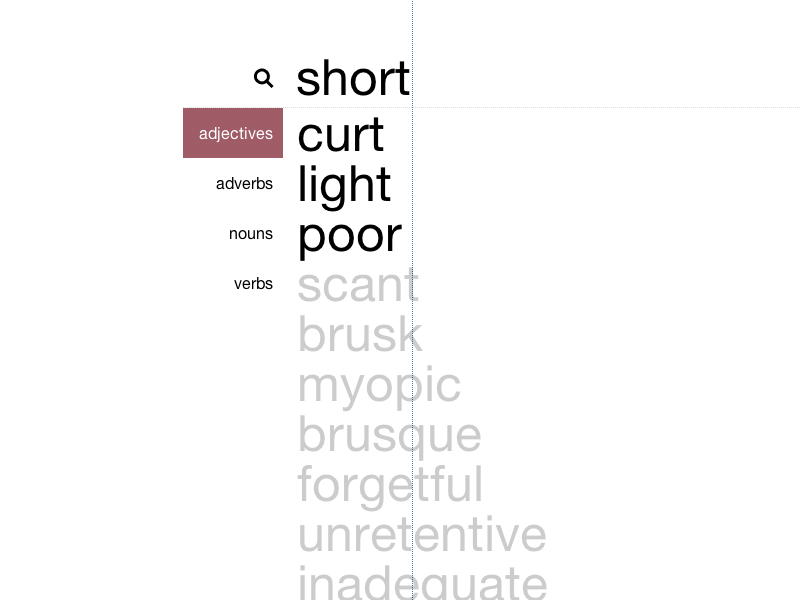 short
adjectives curt
adverbs light
nouns poor
verbs scant
brusk
myopic
brusque
forgetful
unretentive
inadequate